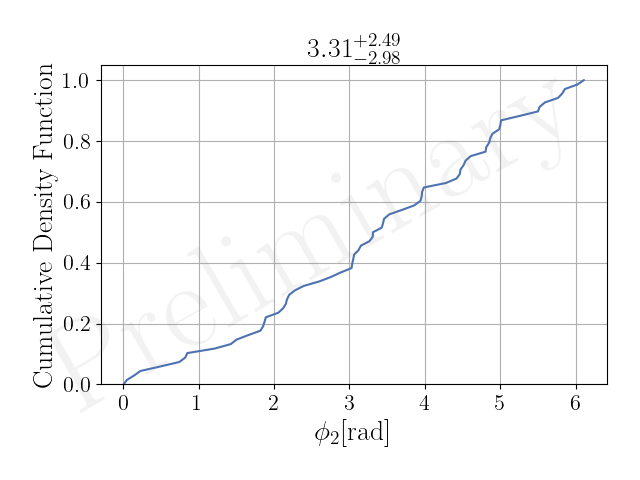 3.31^{+2.49}_{-2.98}
Cumulative Density Function
1.0
0.8
0.6
0.4
0.2
0.0
0 1 2 3 4 5 6
ϕ₂[rad]
Preliminary